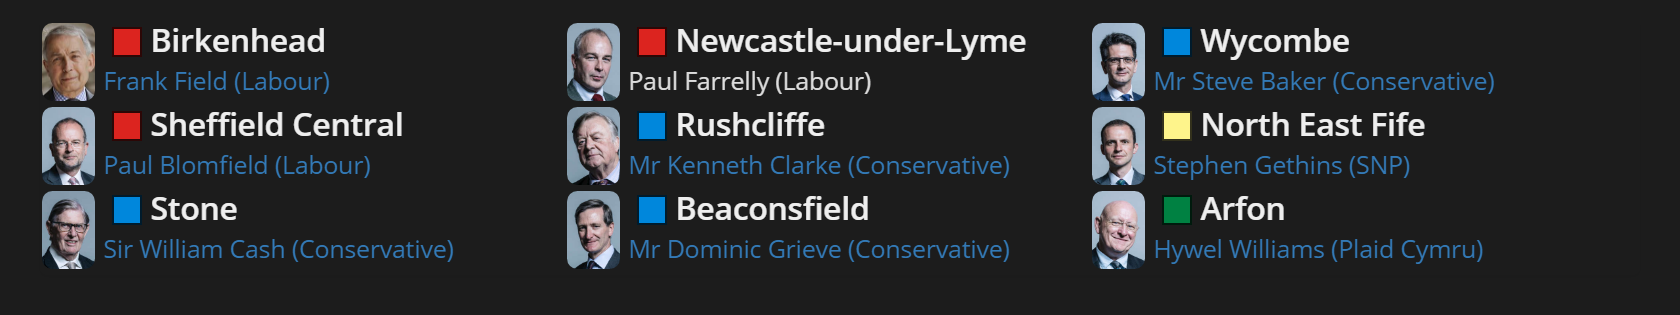 Birkenhead
Frank Field (Labour)
Newcastle-under-Lyme
Paul Farrelly (Labour)
Wycombe
Mr Steve Baker (Conservative)
Sheffield Central
Paul Blomfield (Labour)
Rushcliffe
Mr Kenneth Clarke (Conservative)
North East Fife
Stephen Gethins (SNP)
Stone
Sir William Cash (Conservative)
Beaconsfield
Mr Dominic Grieve (Conservative)
Arfon
Hywel Williams (Plaid Cymru)